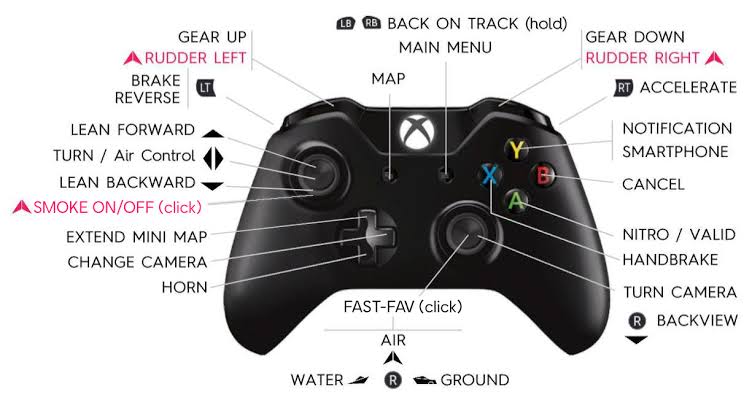 LB RB BACK ON TRACK (hold)
MAIN MENU
MAP
GEAR UP
RUDDER LEFT
BRAKE
REVERSE
LT
LEAN FORWARD
TURN / Air Control
LEAN BACKWARD
SMOKE ON/OFF (click)
EXTEND MINI MAP
CHANGE CAMERA
HORN
GEAR DOWN
RUDDER RIGHT
RT ACCELERATE
NOTIFICATION
SMARTPHONE
CANCEL
NITRO / VALID
HANDBRAKE
TURN CAMERA
R BACKVIEW
Y
X
B
A
FAST-FAV (click)
AIR
WATER R GROUND